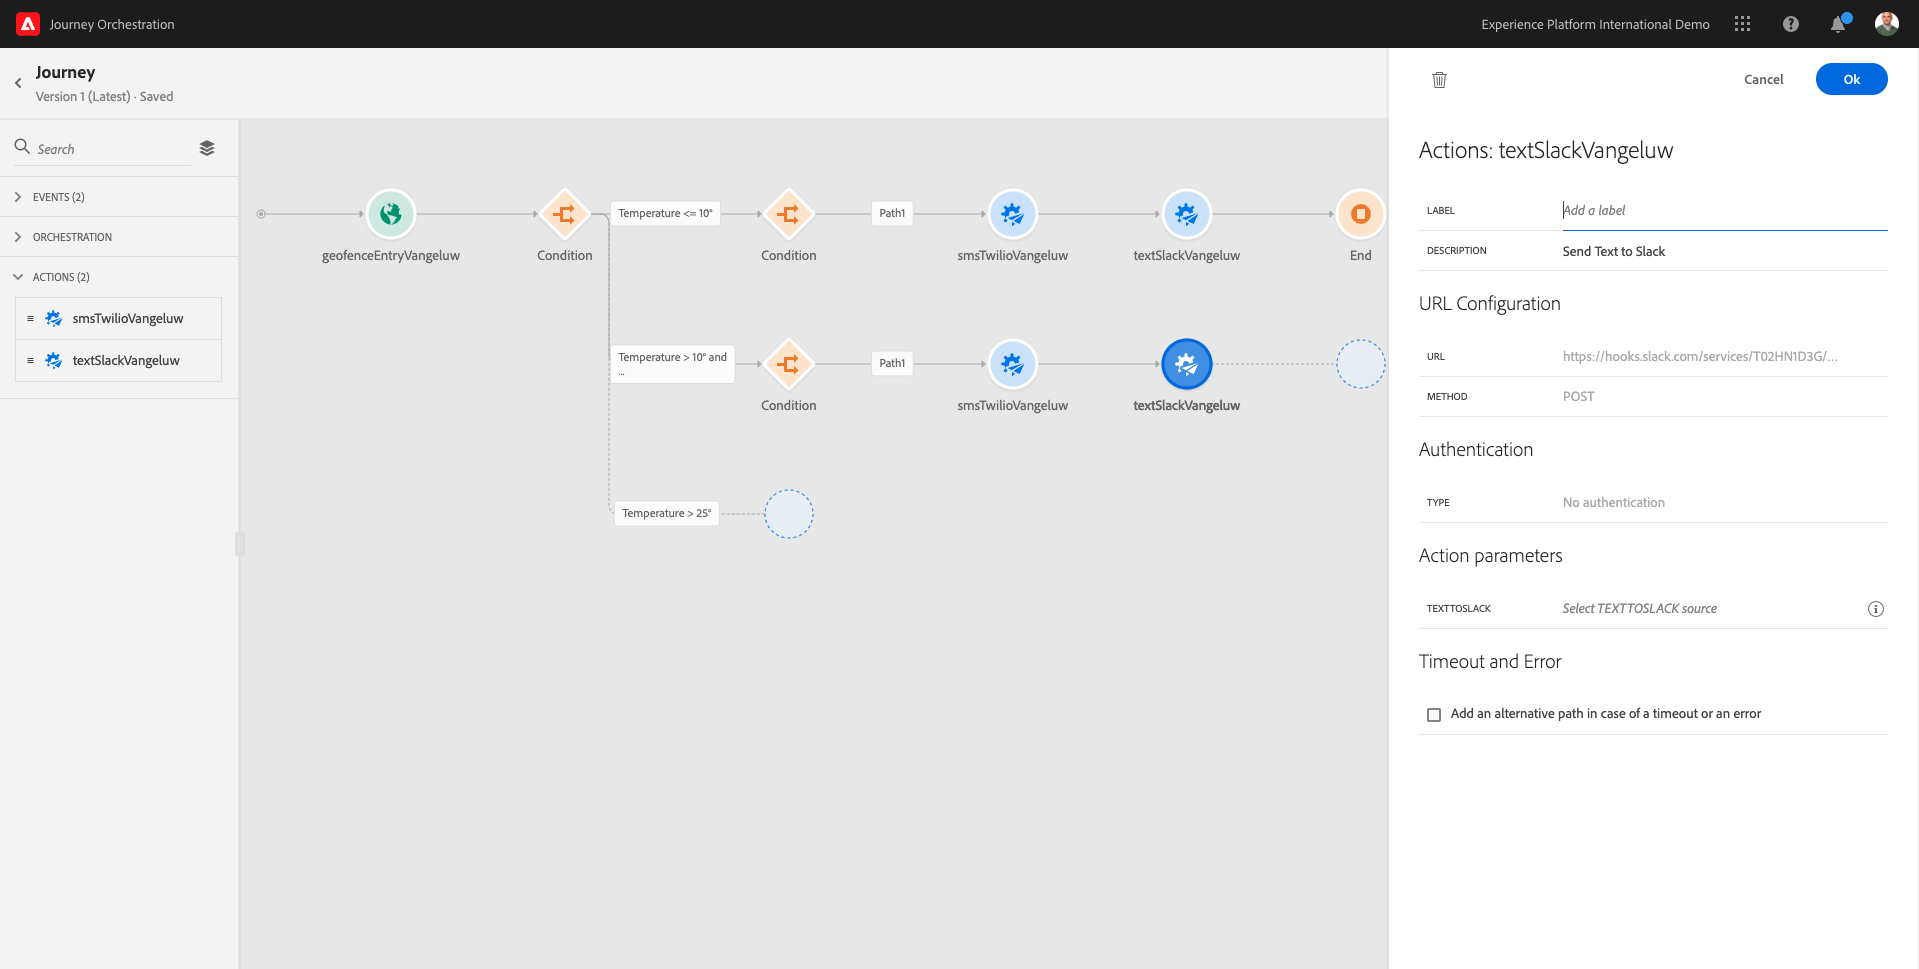 Journey Orchestration
Experience Platform International Demo
Journey
Version 1 (Latest) · Saved
Cancel
Ok
Search
EVENTS (2)
ORCHESTRATION
ACTIONS (2)
smsTwilioVangeluw
textSlackVangeluw
Temperature <= 10°
Path1
geofenceEntryVangeluw
Condition
Condition
smsTwilioVangeluw
textSlackVangeluw
End
Temperature > 10° and
...
Path1
Condition
smsTwilioVangeluw
textSlackVangeluw
Temperature > 25°
Actions: textSlackVangeluw
LABEL
Add a label
DESCRIPTION
Send Text to Slack
URL Configuration
URL
https://hooks.slack.com/services/T02HN1D3G/...
METHOD
POST
Authentication
TYPE
No authentication
Action parameters
TEXTTOSLACK
Select TEXTTOSLACK source
Timeout and Error
Add an alternative path in case of a timeout or an error